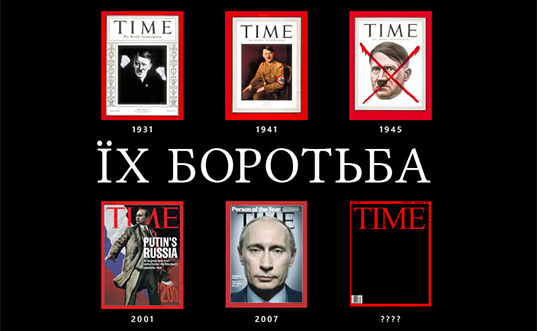 TIME
The Weekly Newsmagazine
TIME
TIME
1931
1941
1945
ЇХ БОРОТЬБА
TIME
PUTIN'S
RUSSIA
Person of the Year
TIME
TIME
2001
2007
????